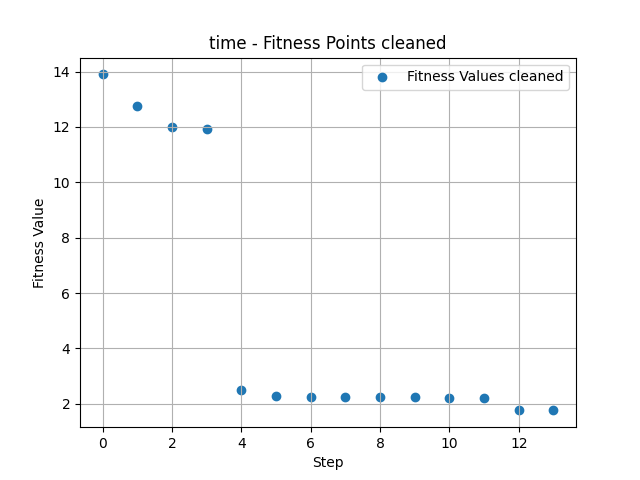 time - Fitness Points cleaned
Fitness Values cleaned
14
12
10
8
6
4
2
Fitness Value
0 2 4 6 8 10 12
Step